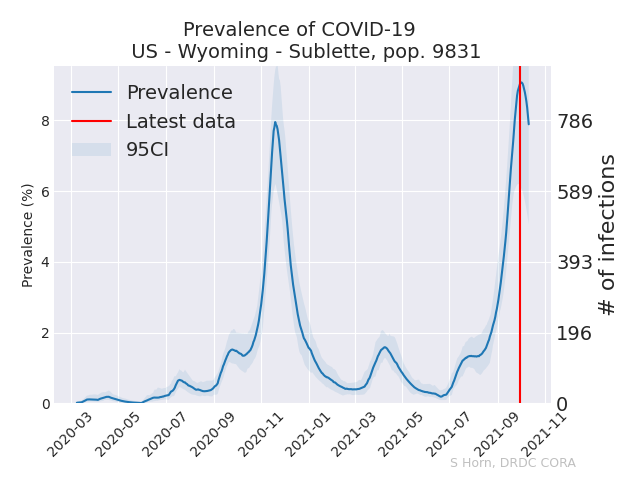 Prevalence of COVID-19
US - Wyoming - Sublette, pop. 9831
Prevalence
Latest data
95CI
Prevalence (%)
8
6
4
2
0
786
589
393
196
0
# of infections
2020-03
2020-05
2020-07
2020-09
2020-11
2021-01
2021-03
2021-05
2021-07
2021-09
2021-11
S Horn, DRDC CORA